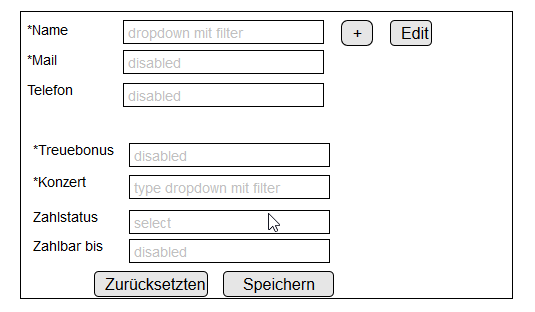 *Name dropdown mit filter + Edit
*Mail disabled
Telefon disabled
*Treuebonus disabled
*Konzert type dropdown mit filter
Zahlstatus select
Zahlbar bis disabled
Zurücksetzten Speichern